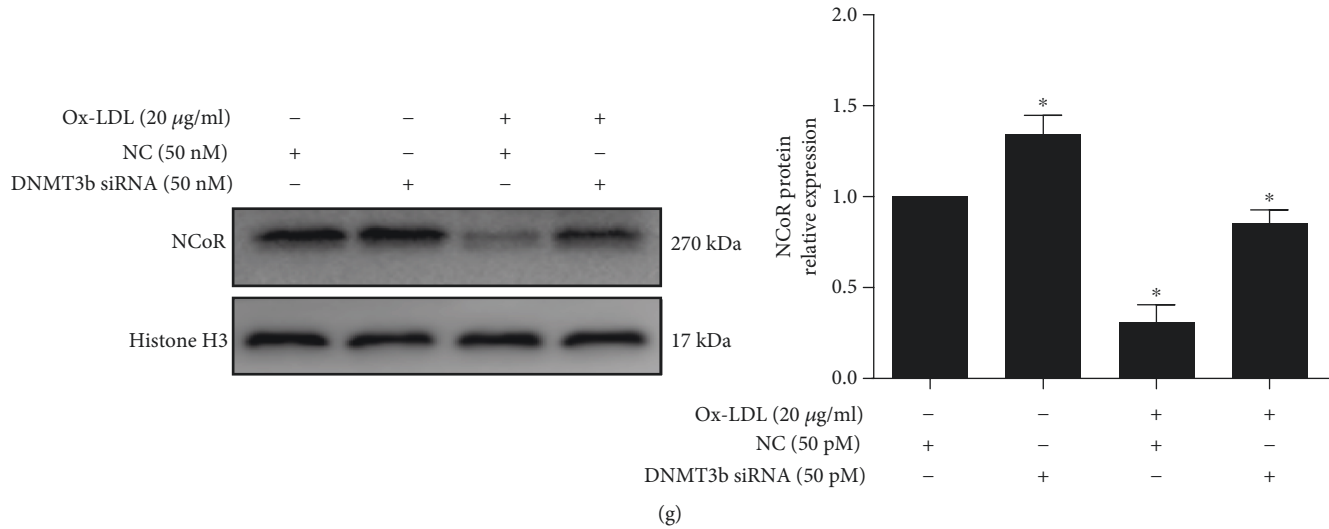 Ox-LDL (20 μg/ml) − − + +
NC (50 nM) + − + −
DNMT3b siRNA (50 nM) − + − +
NCoR 270 kDa
Histone H3 17 kDa
NCoR protein
relative expression
2.0
1.5
1.0
0.5
0.0
* * *
Ox-LDL (20 μg/ml) − − + +
NC (50 pM) + − + −
DNMT3b siRNA (50 pM) − + − +
(g)